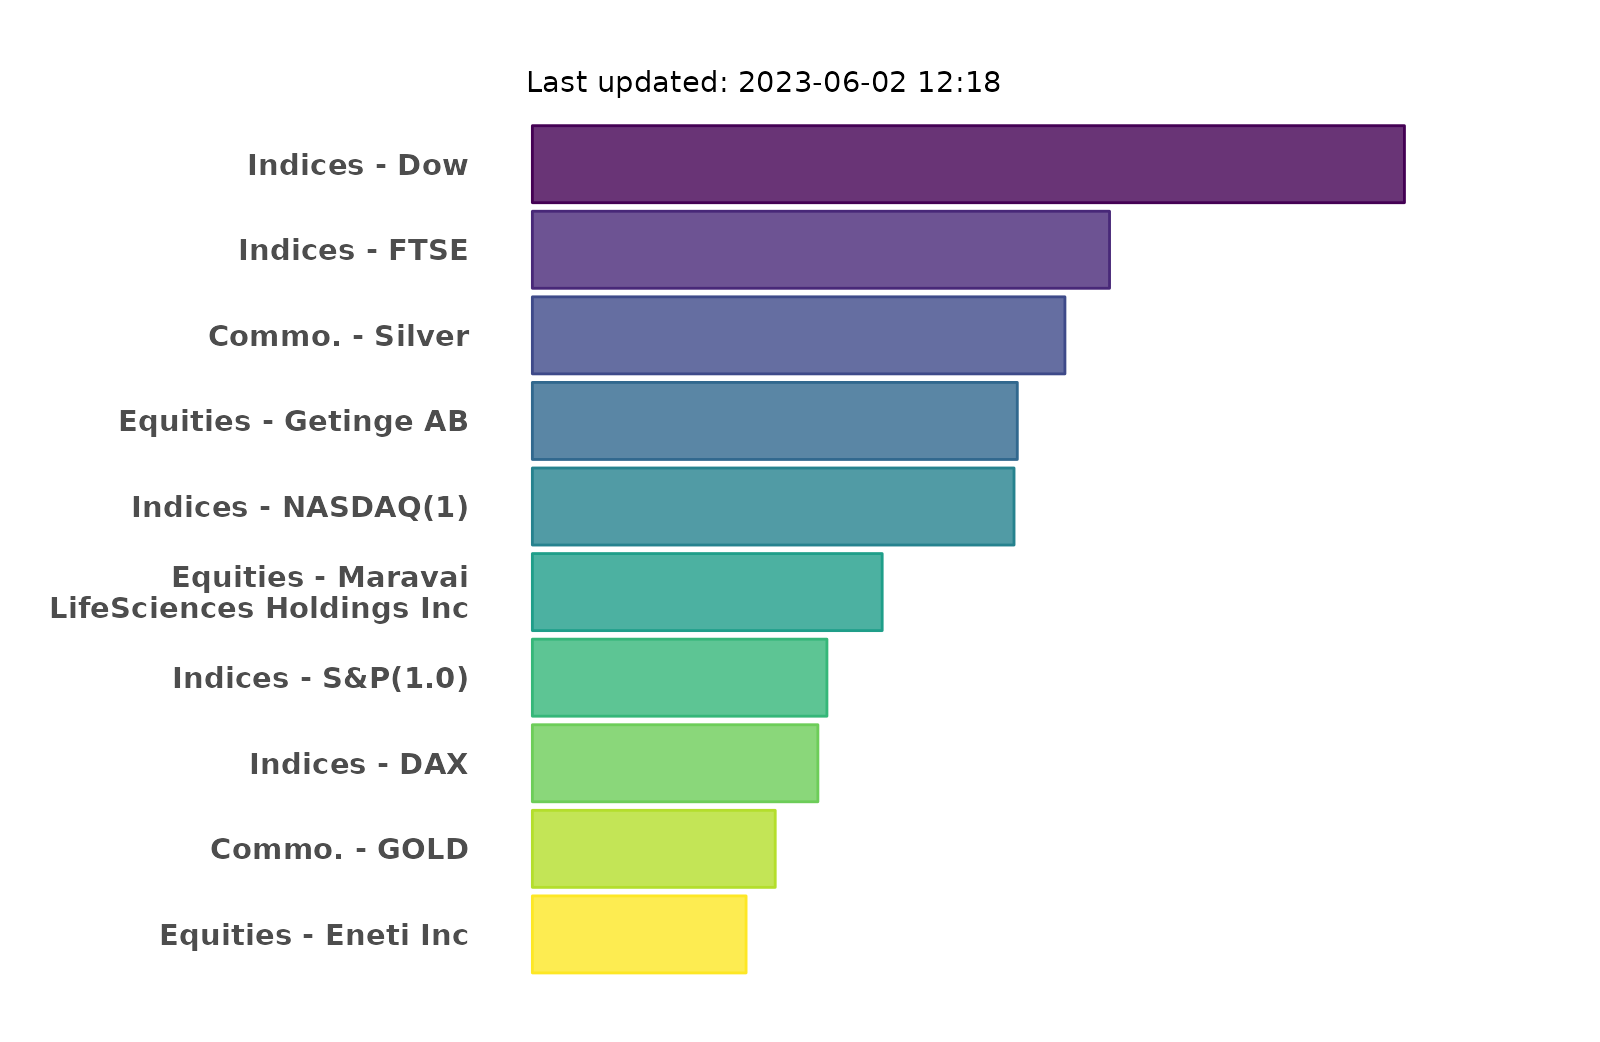 Last updated: 2023-06-02 12:18
Indices - Dow
Indices - FTSE
Commo. - Silver
Equities - Getinge AB
Indices - NASDAQ(1)
Equities - Maravai
LifeSciences Holdings Inc
Indices - S&P(1.0)
Indices - DAX
Commo. - GOLD
Equities - Eneti Inc